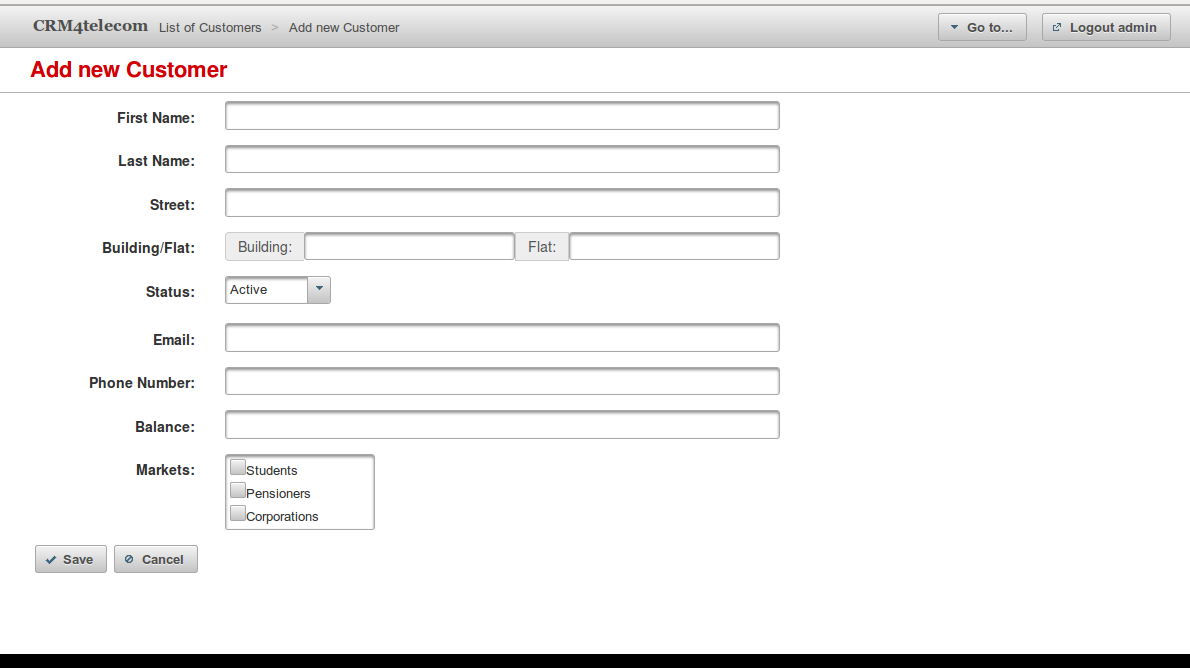 CRM4telecom List of Customers > Add new Customer Go to... Logout admin
Add new Customer
First Name:
Last Name:
Street:
Building/Flat: Building: Flat:
Status: Active
Email:
Phone Number:
Balance:
Markets: Students
Pensioners
Corporations
Save Cancel